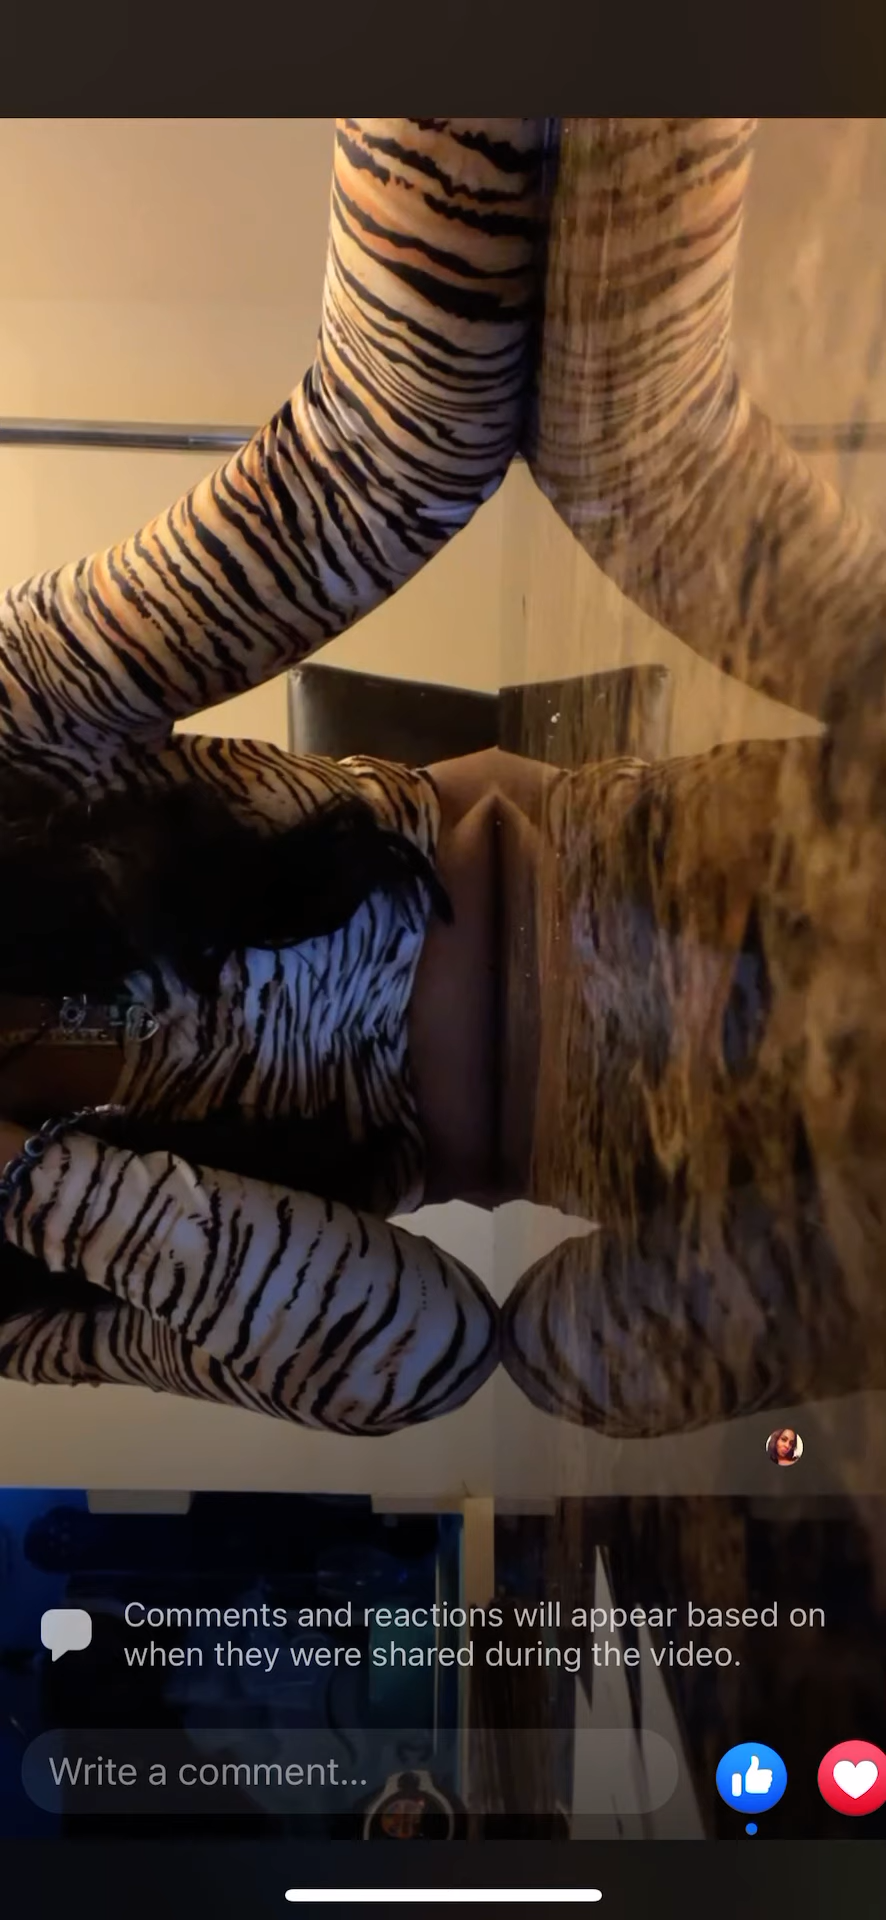 Comments and reactions will appear based on
when they were shared during the video.
Write a comment...